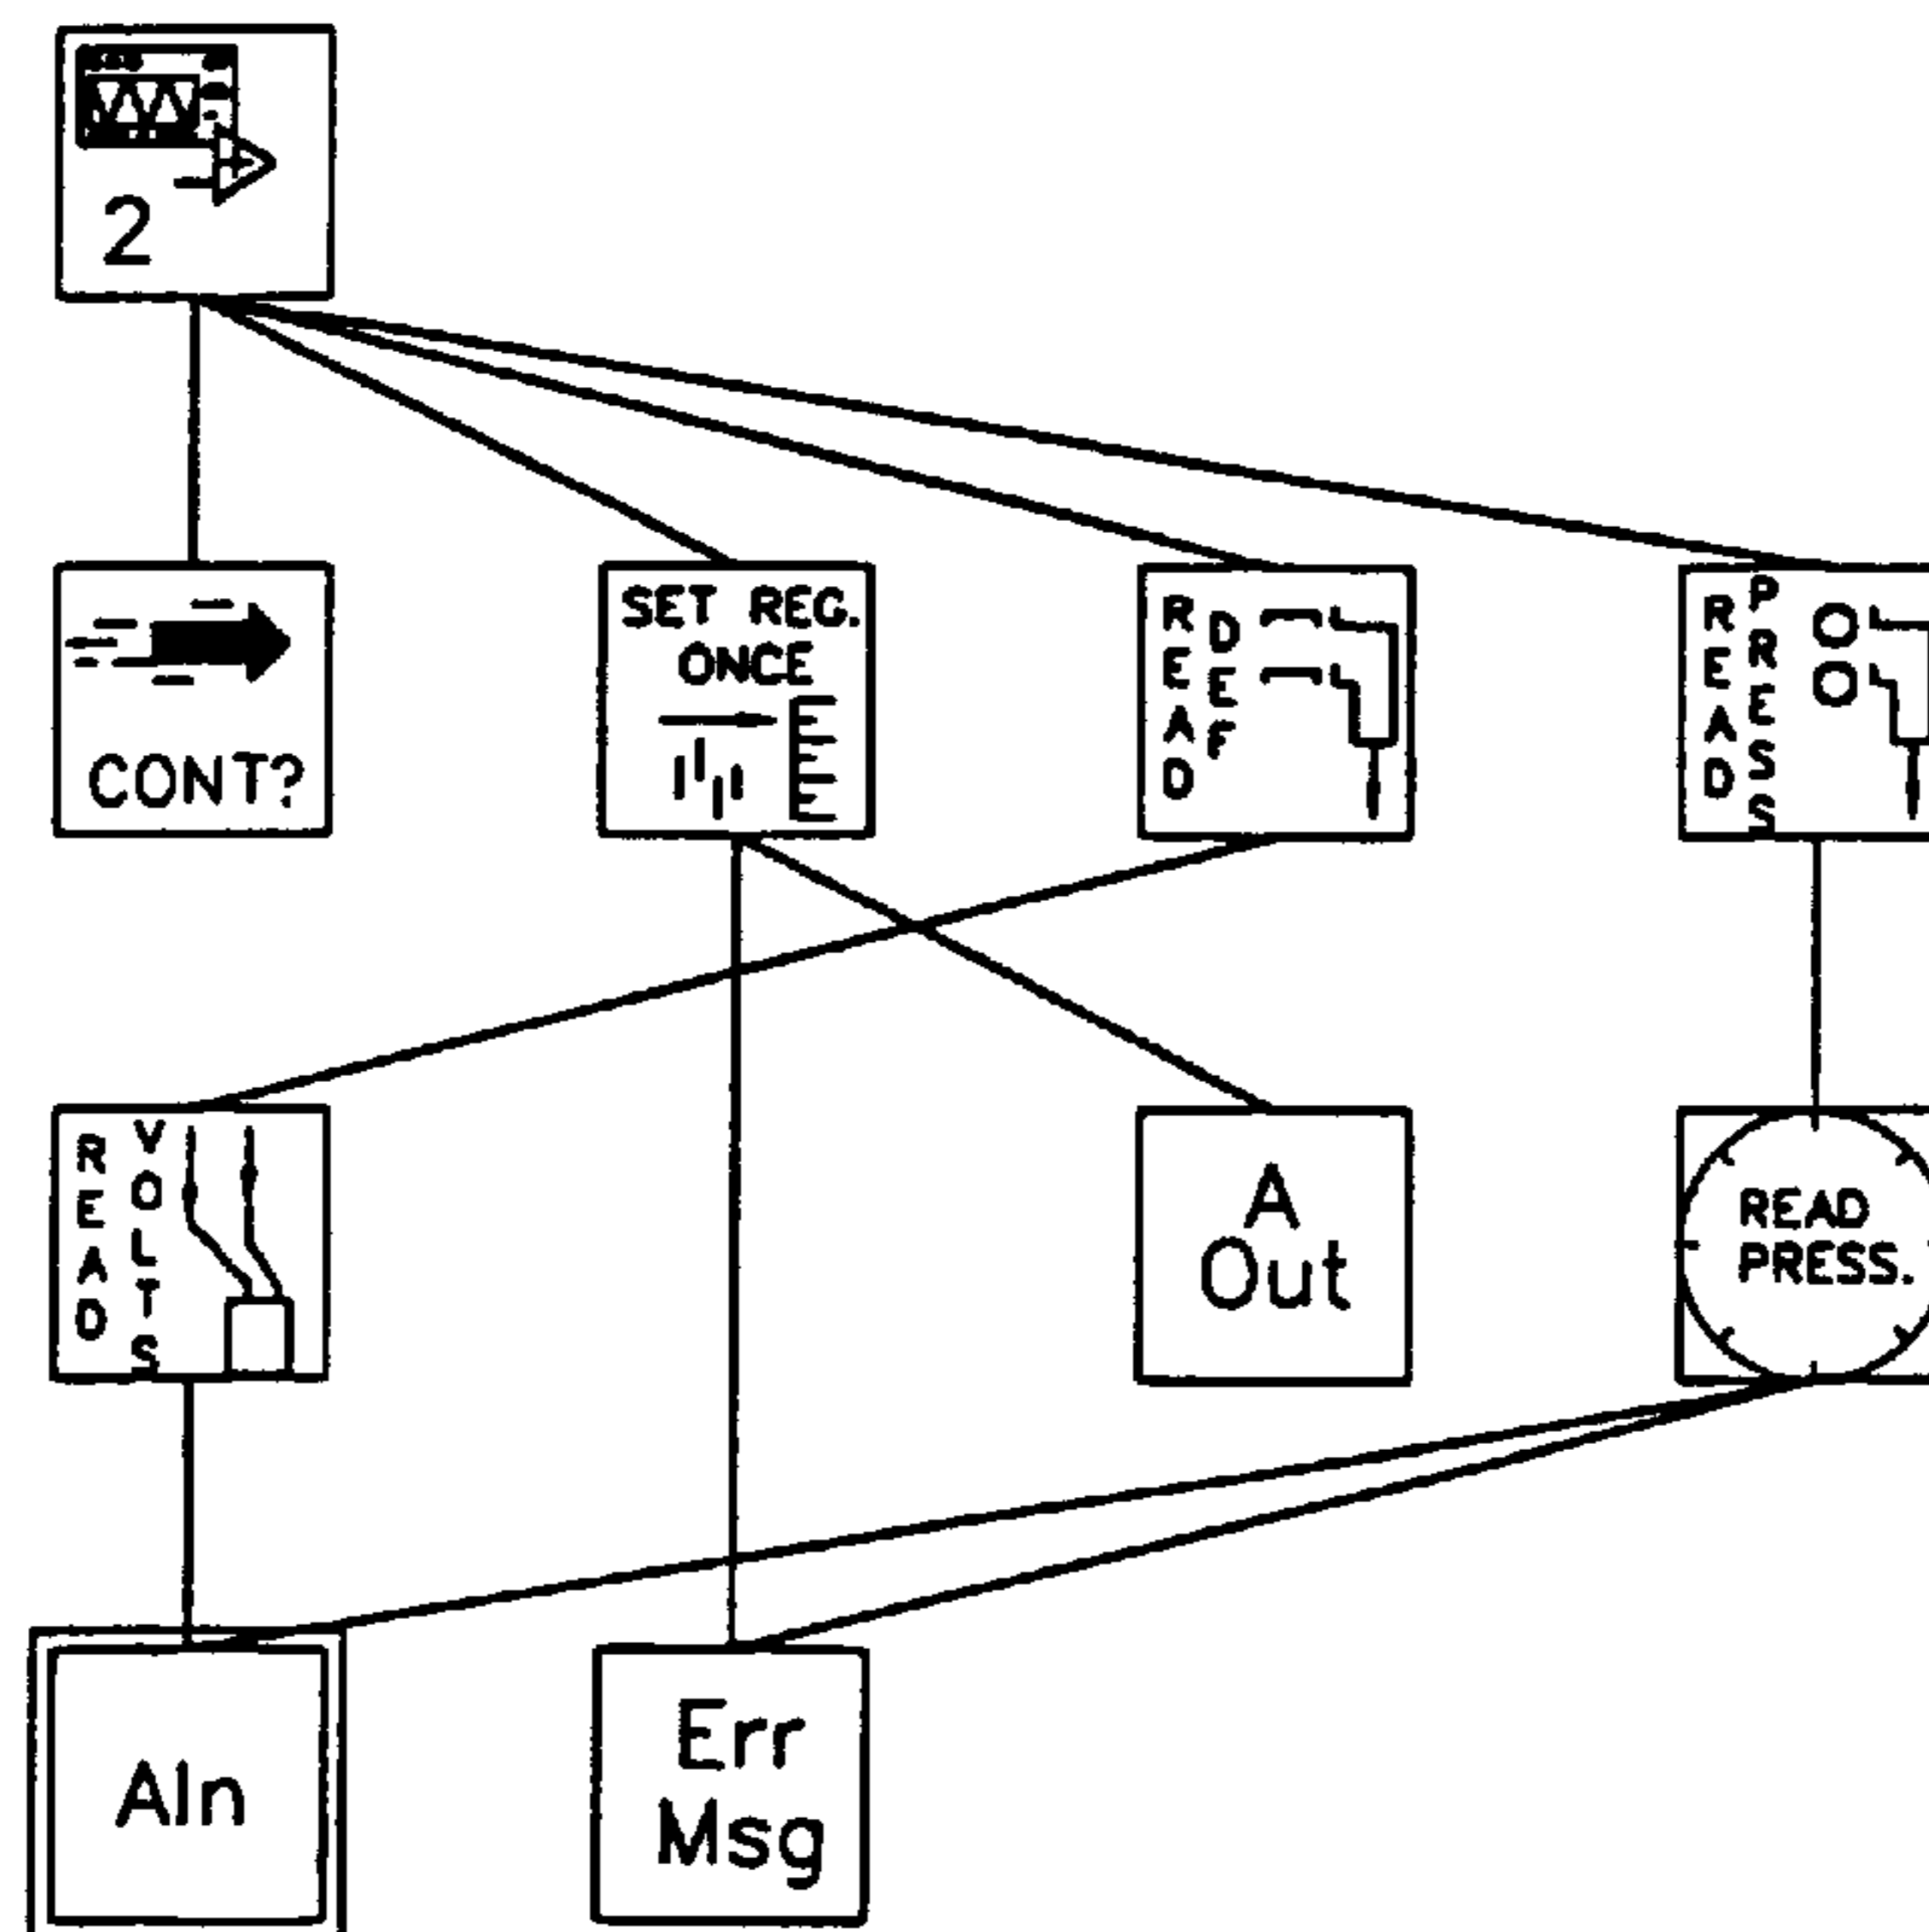 2
CONT?
SET REG.
ONCE
READ
DEF
READ
PRESS
READ
VOLTS
A
Out
READ
PRESS.
AIn
Err
Msg